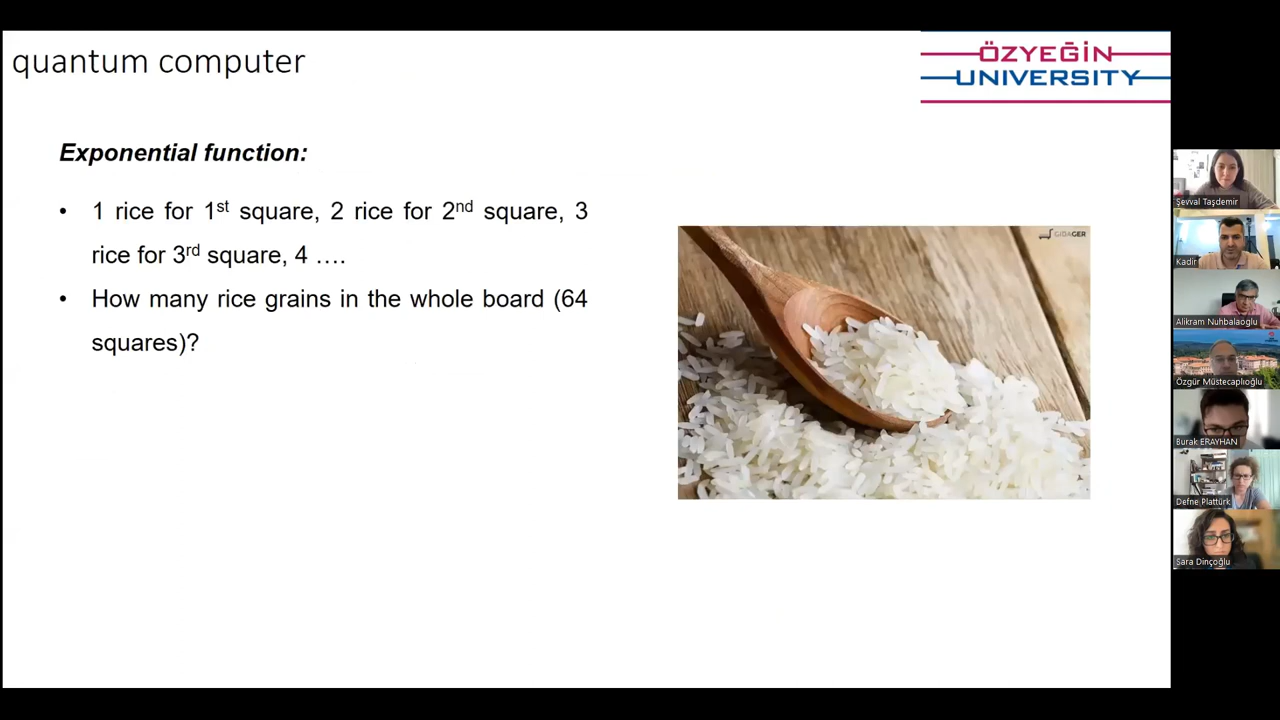 quantum computer
ÖZYEĞİN
UNIVERSITY
Exponential function:
• 1 rice for 1st square, 2 rice for 2nd square, 3
rice for 3rd square, 4 ....
• How many rice grains in the whole board (64
squares)?
GIDAGER
Şevval Taşdemir
Kadir
Alikram Nuhbalaoglu
Özgür Müstecaplıoğlu
Burak ERAYHAN
Defne Plattürk
Sara Dinçoğlu